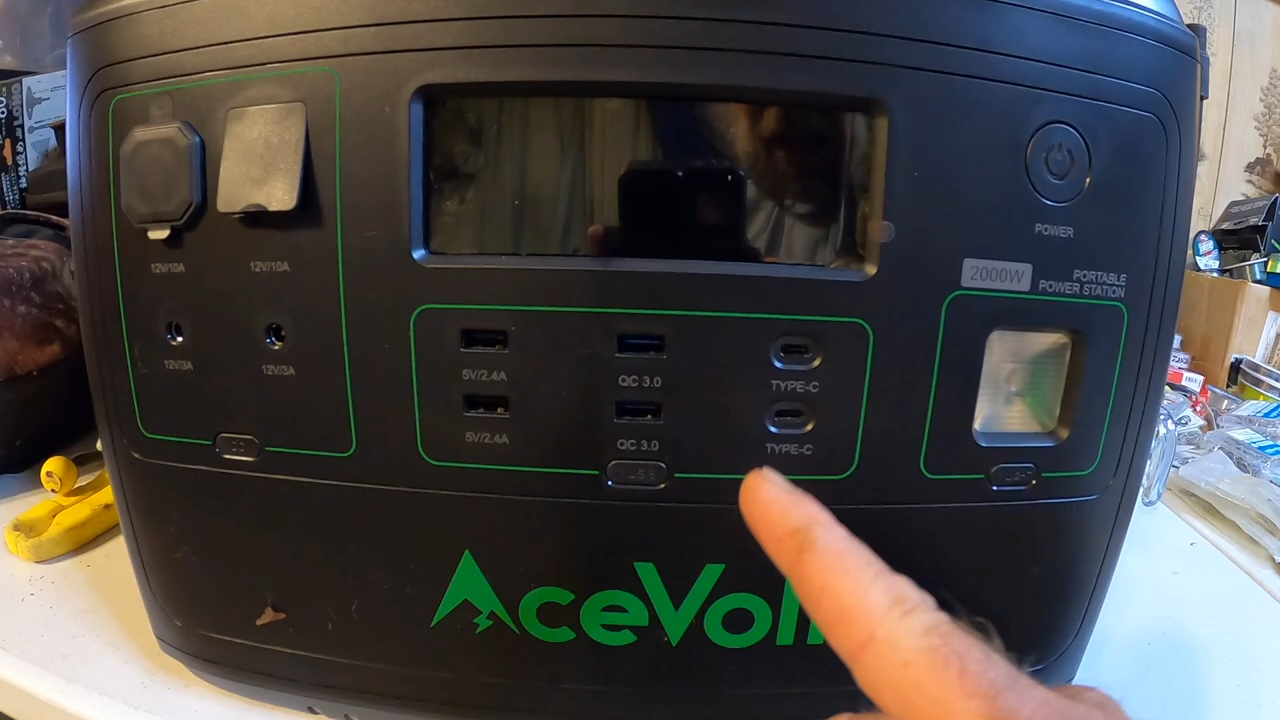 12V/10A
12V/10A
12V/3A
12V/3A
5V/2.4A
QC 3.0
TYPE-C
5V/2.4A
QC 3.0
TYPE-C
POWER
2000W
PORTABLE
POWER STATION
AceVol